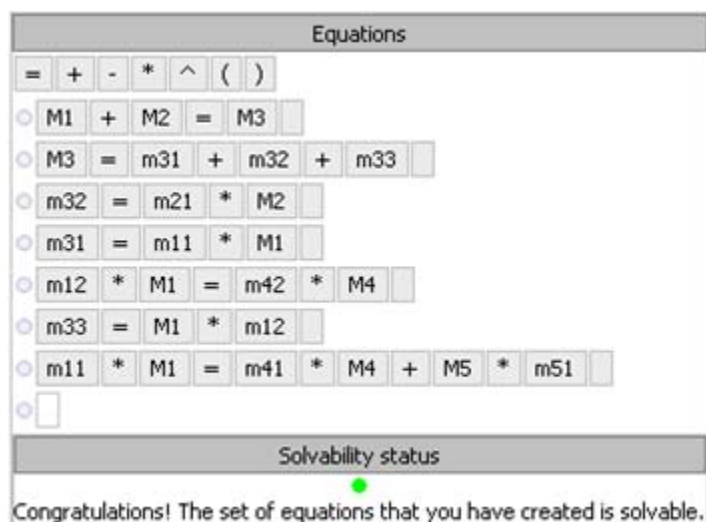 Equations
= + - * ^ ( )
M1 + M2 = M3
M3 = m31 + m32 + m33
m32 = m21 * M2
m31 = m11 * M1
m12 * M1 = m42 * M4
m33 = M1 * m12
m11 * M1 = m41 * M4 + M5 * m51
Solvability status
Congratulations! The set of equations that you have created is solvable.